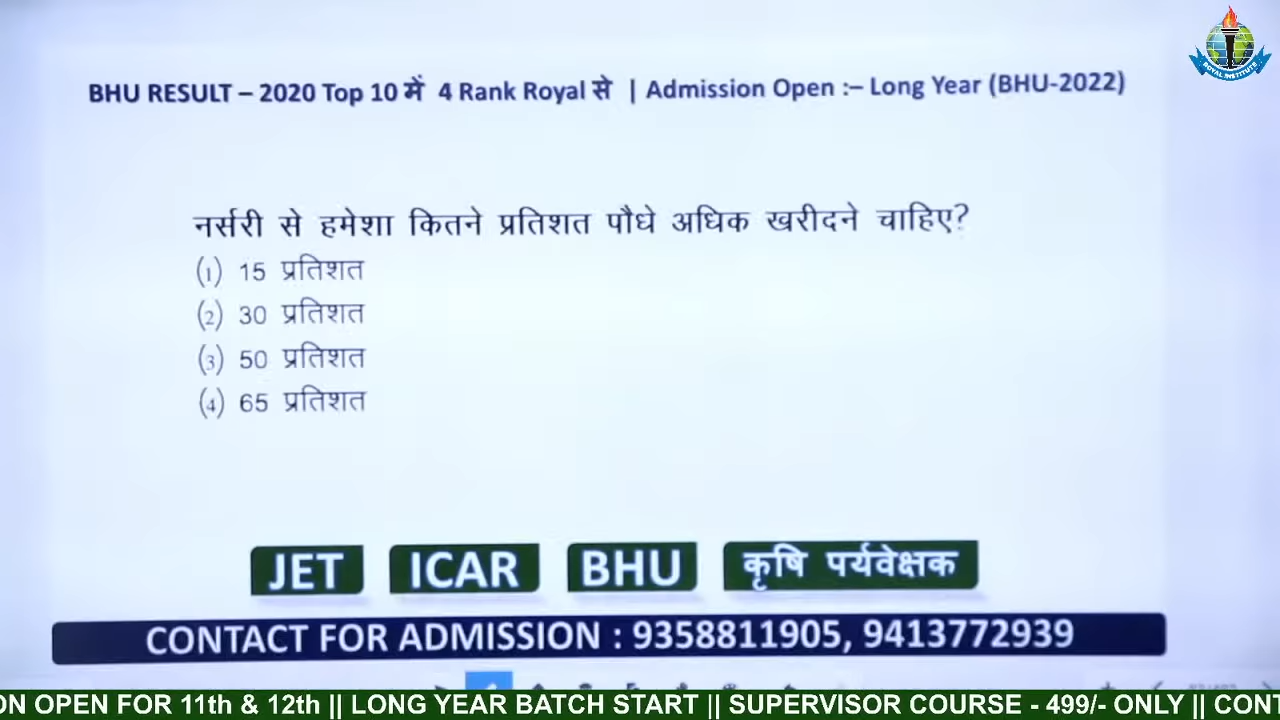 ROYAL INSTITUTE
BHU RESULT – 2020 Top 10 में 4 Rank Royal से | Admission Open :– Long Year (BHU-2022)
नर्सरी से हमेशा कितने प्रतिशत पौधे अधिक खरीदने चाहिए?
(1) 15 प्रतिशत
(2) 30 प्रतिशत
(3) 50 प्रतिशत
(4) 65 प्रतिशत
JET ICAR BHU कृषि पर्यवेक्षक
CONTACT FOR ADMISSION : 9358811905, 9413772939
ON OPEN FOR 11th & 12th || LONG YEAR BATCH START || SUPERVISOR COURSE - 499/- ONLY || CONT